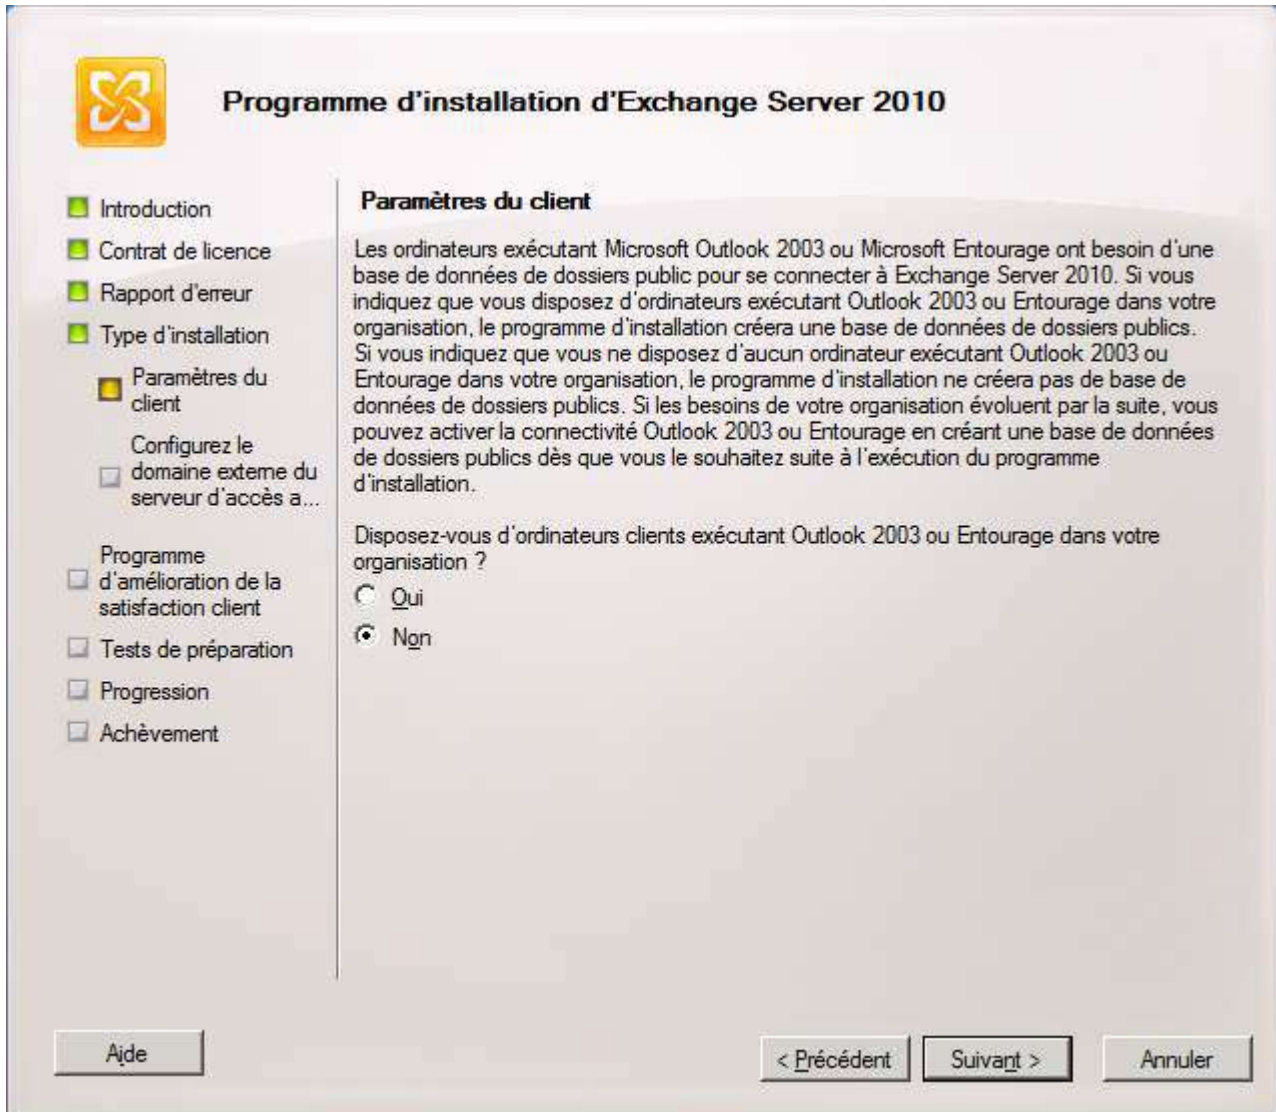 Programme d'installation d'Exchange Server 2010
Introduction
Contrat de licence
Rapport d'erreur
Type d'installation
Paramètres du
client
Configurez le
domaine externe du
serveur d'accès a...
Programme
d'amélioration de la
satisfaction client
Tests de préparation
Progression
Achèvement
Paramètres du client
Les ordinateurs exécutant Microsoft Outlook 2003 ou Microsoft Entourage ont besoin d'une
base de données de dossiers public pour se connecter à Exchange Server 2010. Si vous
indiquez que vous disposez d'ordinateurs exécutant Outlook 2003 ou Entourage dans votre
organisation, le programme d'installation créera une base de données de dossiers publics.
Si vous indiquez que vous ne disposez d'aucun ordinateur exécutant Outlook 2003 ou
Entourage dans votre organisation, le programme d'installation ne créera pas de base de
données de dossiers publics. Si les besoins de votre organisation évoluent par la suite, vous
pouvez activer la connectivité Outlook 2003 ou Entourage en créant une base de données
de dossiers publics dès que vous le souhaitez suite à l'exécution du programme
d'installation.
Disposez-vous d'ordinateurs clients exécutant Outlook 2003 ou Entourage dans votre
organisation ?
Oui
Non
Aide
< Précédent
Suivant >
Annuler